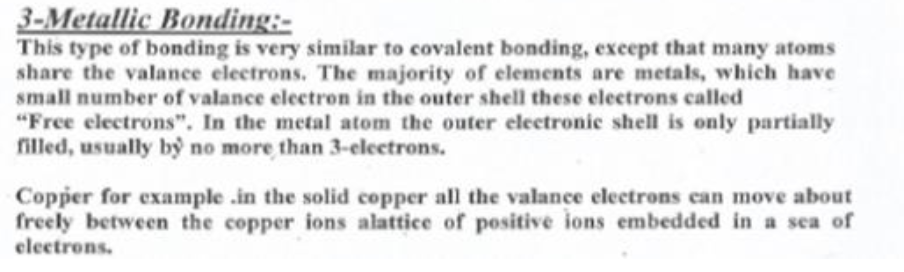 3-Metallic Bonding:-
This type of bonding is very similar to covalent bonding, except that many atoms
share the valance electrons. The majority of elements are metals, which have
small number of valance electron in the outer shell these electrons called
“Free electrons”. In the metal atom the outer electronic shell is only partially
filled, usually by no more than 3-electrons.
Copper for example .in the solid copper all the valance electrons can move about
freely between the copper ions alattice of positive ions embedded in a sea of
electrons.